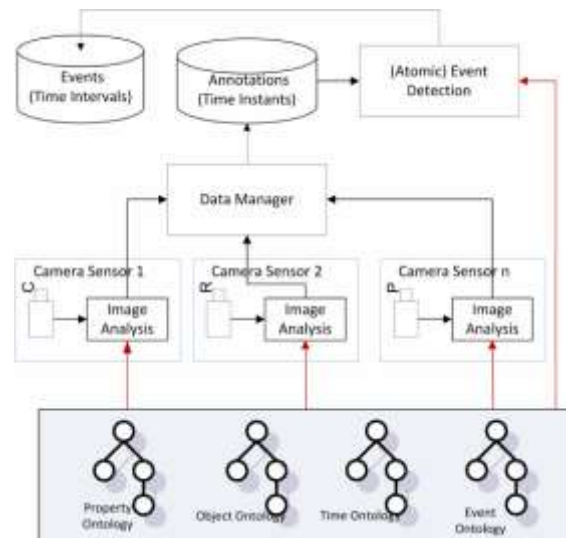 Events
(Time Intervals)
Annotations
(Time Instants)
(Atomic) Event
Detection
Data Manager
Camera Sensor 1
Camera Sensor 2
Camera Sensor n
C
Image
Analysis
R
Image
Analysis
P
Image
Analysis
Property
Ontology
Object Ontology
Time Ontology
Event
Ontology